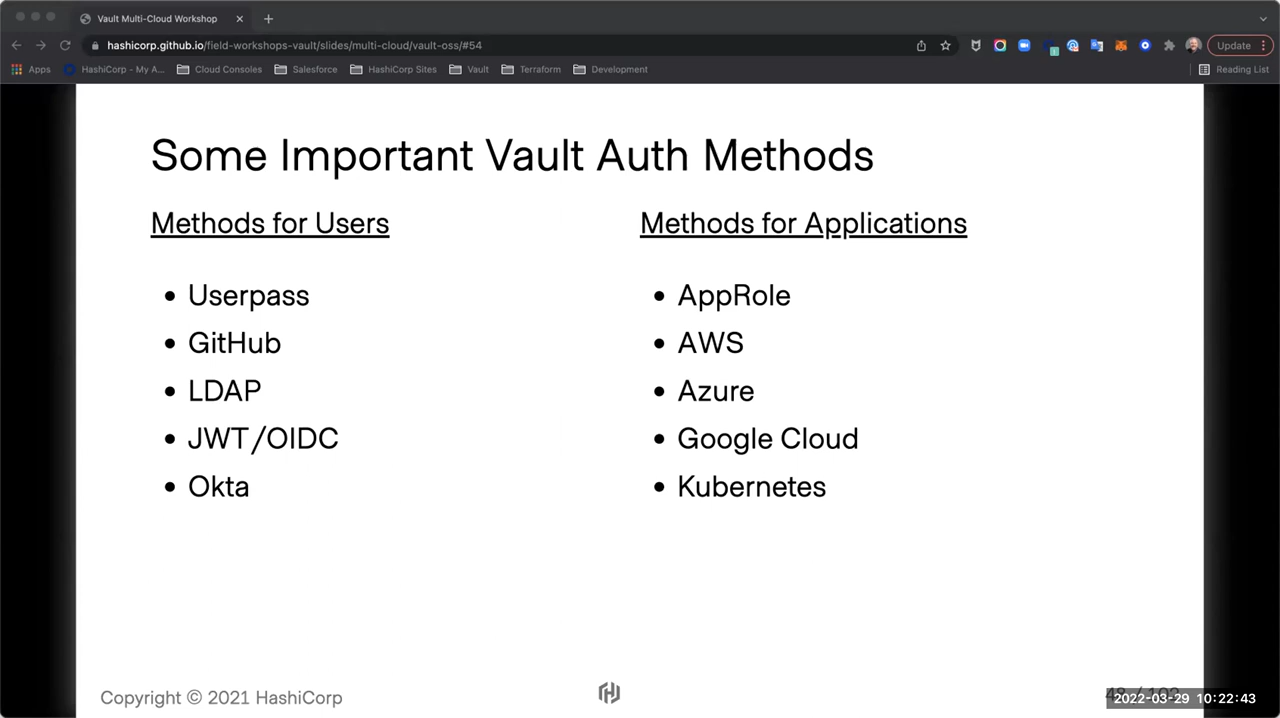 Vault Multi-Cloud Workshop
hashicorp.github.io/field-workshops-vault/slides/multi-cloud/vault-oss/#54
Update
Apps
HashiCorp - My A...
Cloud Consoles
Salesforce
HashiCorp Sites
Vault
Terraform
Development
Reading List
Some Important Vault Auth Methods
Methods for Users
• Userpass
• GitHub
• LDAP
• JWT/OIDC
• Okta
Methods for Applications
• AppRole
• AWS
• Azure
• Google Cloud
• Kubernetes
Copyright © 2021 HashiCorp
2022-03-29 10:22:43